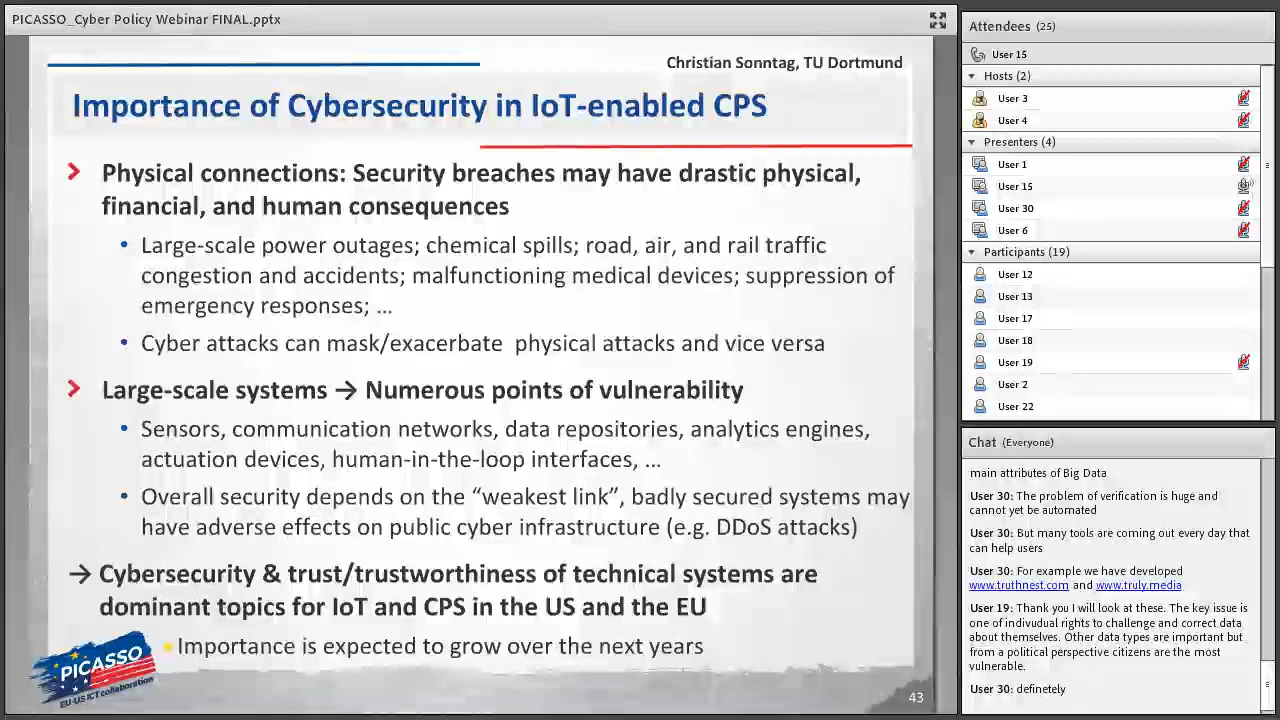 PICASSO_Cyber Policy Webinar FINAL.pptx
Christian Sonntag, TU Dortmund
Importance of Cybersecurity in IoT-enabled CPS
Physical connections: Security breaches may have drastic physical,
financial, and human consequences
• Large-scale power outages; chemical spills; road, air, and rail traffic
congestion and accidents; malfunctioning medical devices; suppression of
emergency responses; ...
• Cyber attacks can mask/exacerbate physical attacks and vice versa
Large-scale systems → Numerous points of vulnerability
• Sensors, communication networks, data repositories, analytics engines,
actuation devices, human-in-the-loop interfaces, ...
• Overall security depends on the “weakest link”, badly secured systems may
have adverse effects on public cyber infrastructure (e.g. DDoS attacks)
→ Cybersecurity & trust/trustworthiness of technical systems are
dominant topics for IoT and CPS in the US and the EU
• Importance is expected to grow over the next years
PICASSO
EU-US ICT collaboration
43
Attendees (25)
User 15
Hosts (2)
User 3
User 4
Presenters (4)
User 1
User 15
User 30
User 6
Participants (19)
User 12
User 13
User 17
User 18
User 19
User 2
User 22
Chat (Everyone)
main attributes of Big Data
User 30: The problem of verification is huge and
cannot yet be automated
User 30: But many tools are coming out every day that
can help users
User 30: For example we have developed
www.truthnest.com and www.truly.media
User 19: Thank you I will look at these. The key issue is
one of indivudual rights to challenge and correct data
about themselves. Other data types are important but
from a political perspective citizens are the most
vulnerable.
User 30: definetely